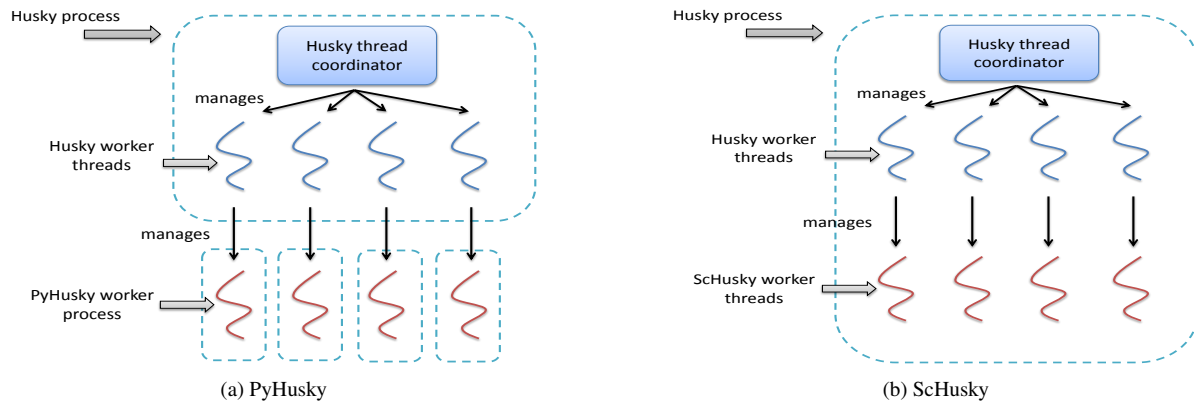 Husky process
Husky thread
coordinator
manages
Husky worker
threads
manages
PyHusky worker
process
(a) PyHusky
Husky process
Husky thread
coordinator
manages
Husky worker
threads
manages
ScHusky worker
threads
(b) ScHusky